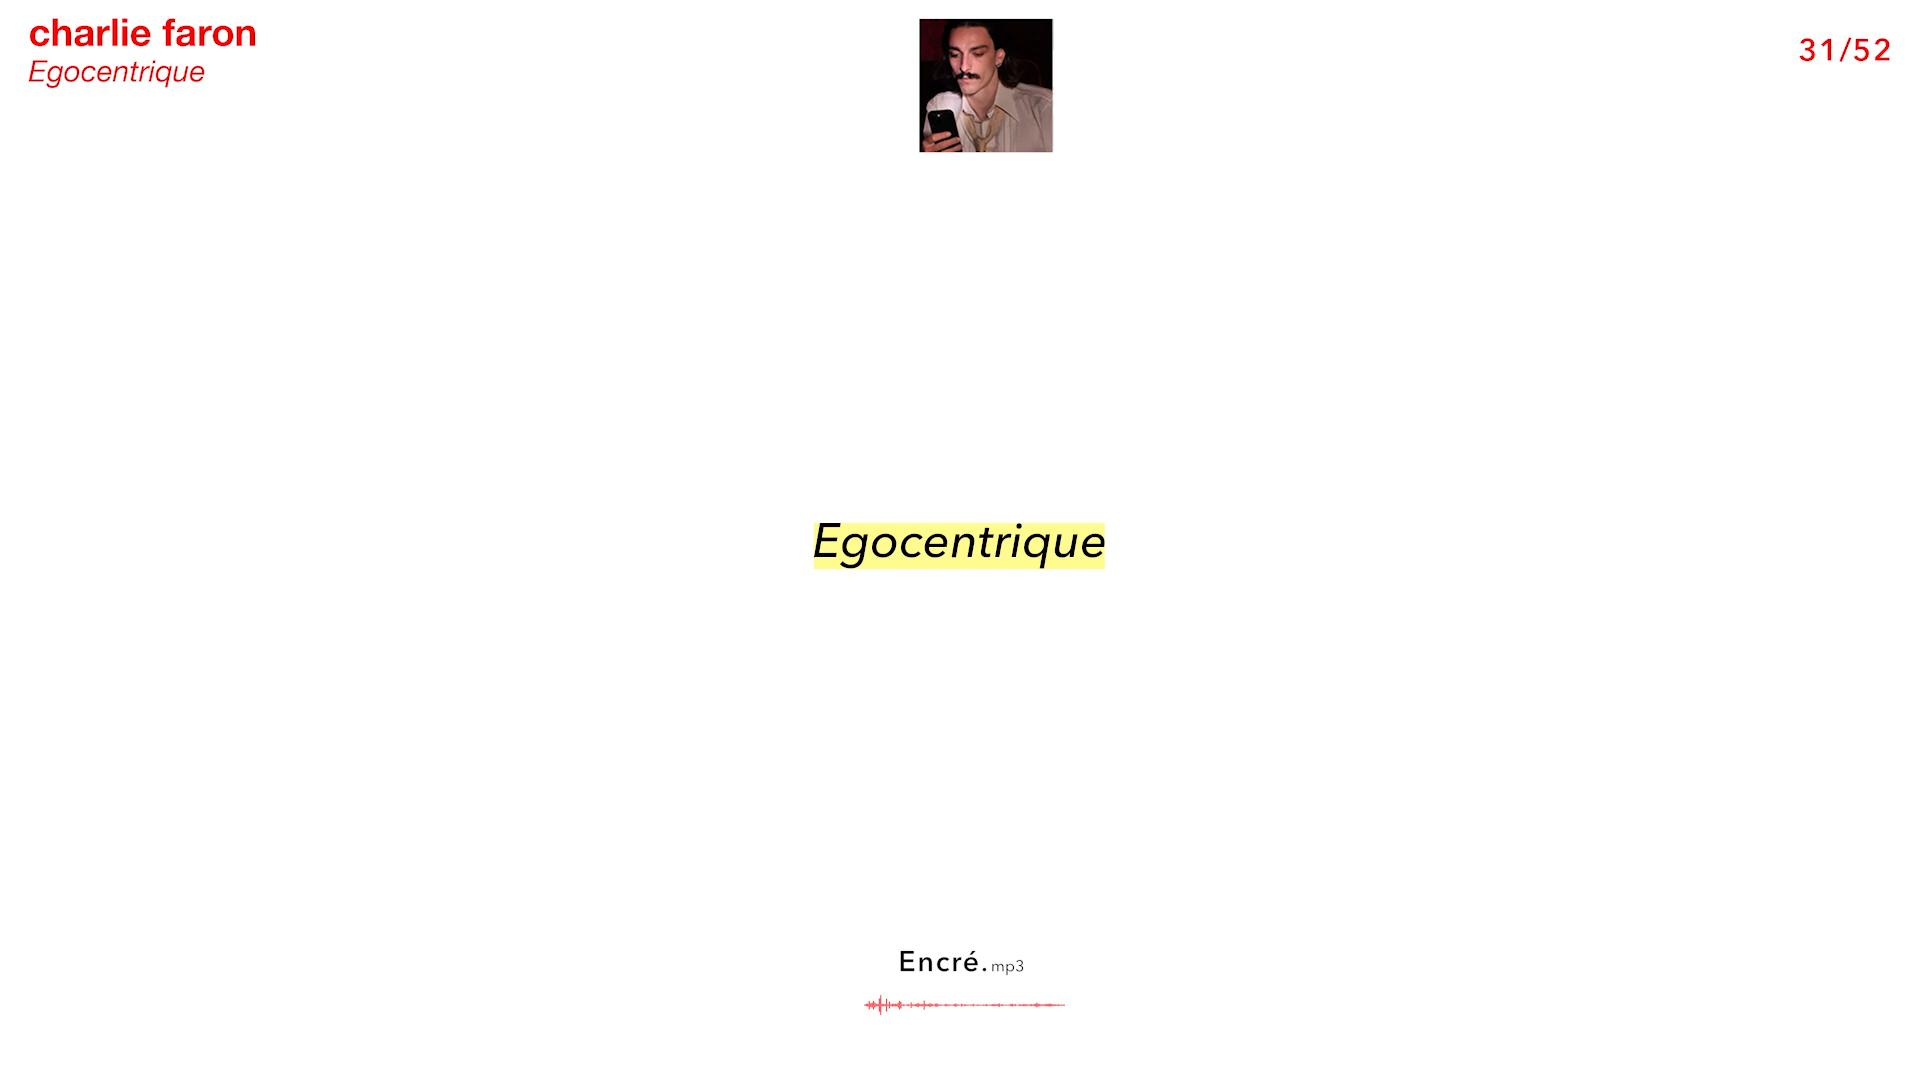 charlie faron
Egocentrique
31/52
Egocentrique
Encré.mp3